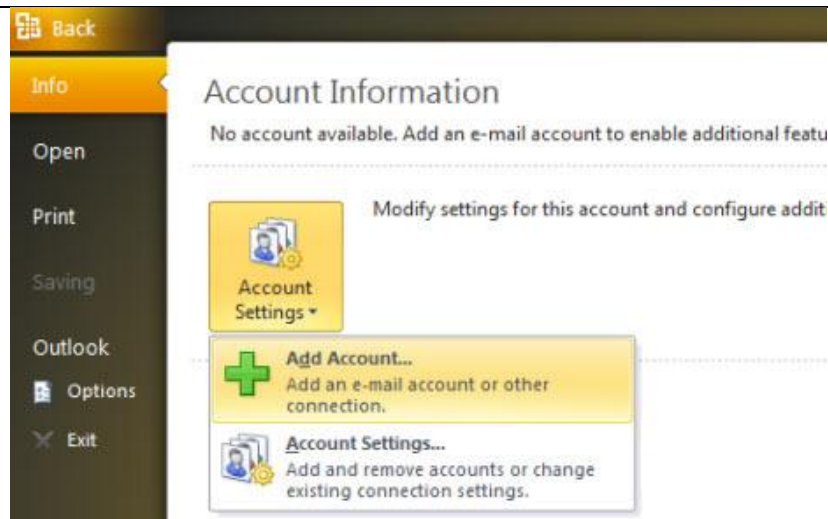 Back
Info
Open
Print
Saving
Outlook
Options
Exit
Account Information
No account available. Add an e-mail account to enable additional featu
Modify settings for this account and configure addit
Account
Settings
Add Account...
Add an e-mail account or other
connection.
Account Settings...
Add and remove accounts or change
existing connection settings.